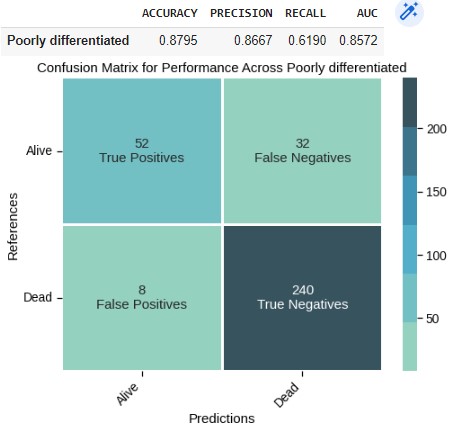 ACCURACY PRECISION RECALL AUC
Poorly differentiated 0.8795 0.8667 0.6190 0.8572
Confusion Matrix for Performance Across Poorly differentiated
References
Alive
52
True Positives
32
False Negatives
Dead
8
False Positives
240
True Negatives
200
150
100
50
Alive
Dead
Predictions